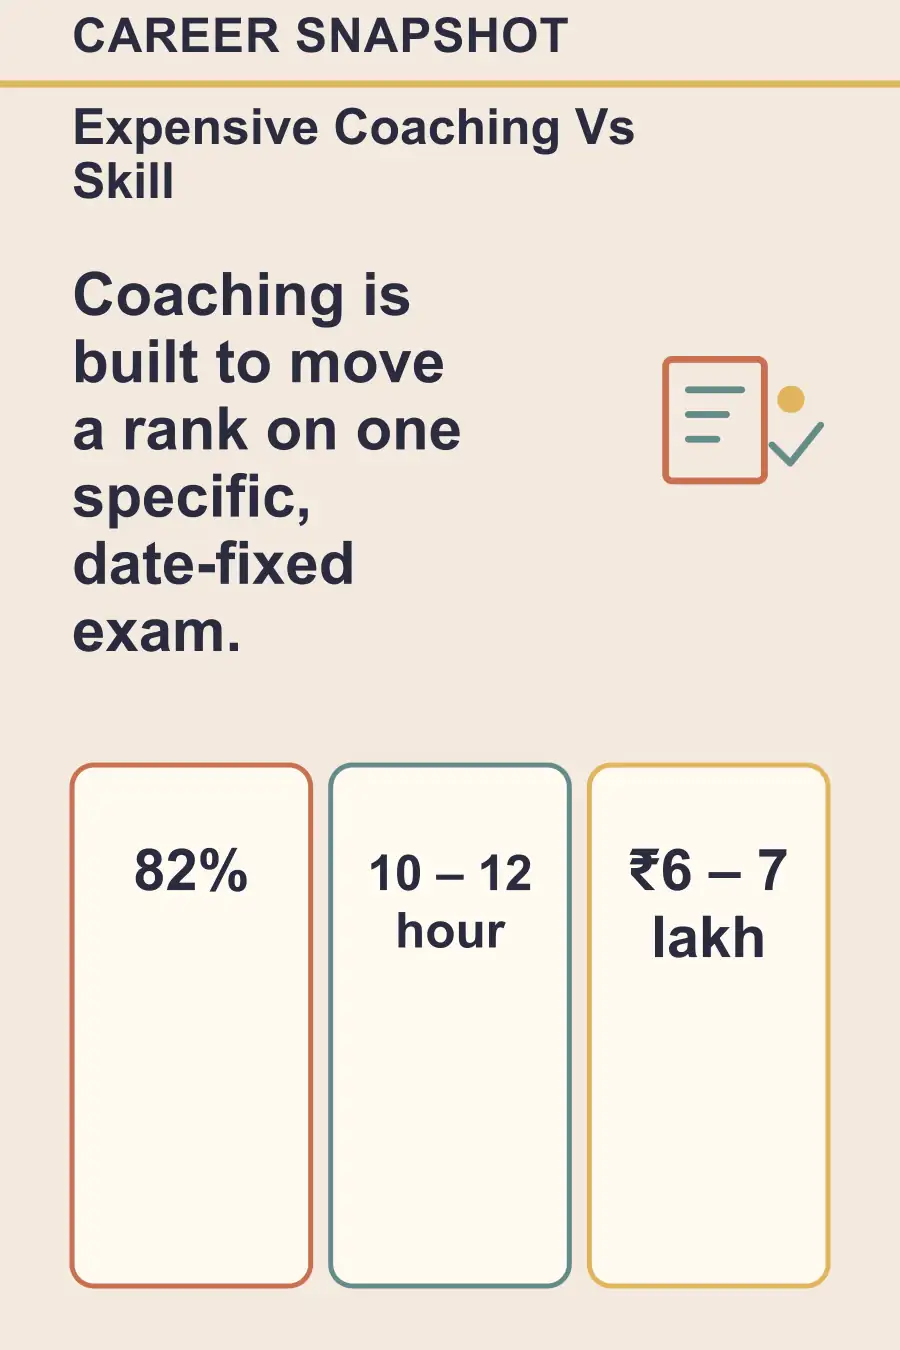 CAREER SNAPSHOT
Expensive Coaching Vs
Skill
Coaching is
built to move
a rank on one
specific,
date-fixed
exam.
82%
10 – 12
hour
₹6 – 7
lakh